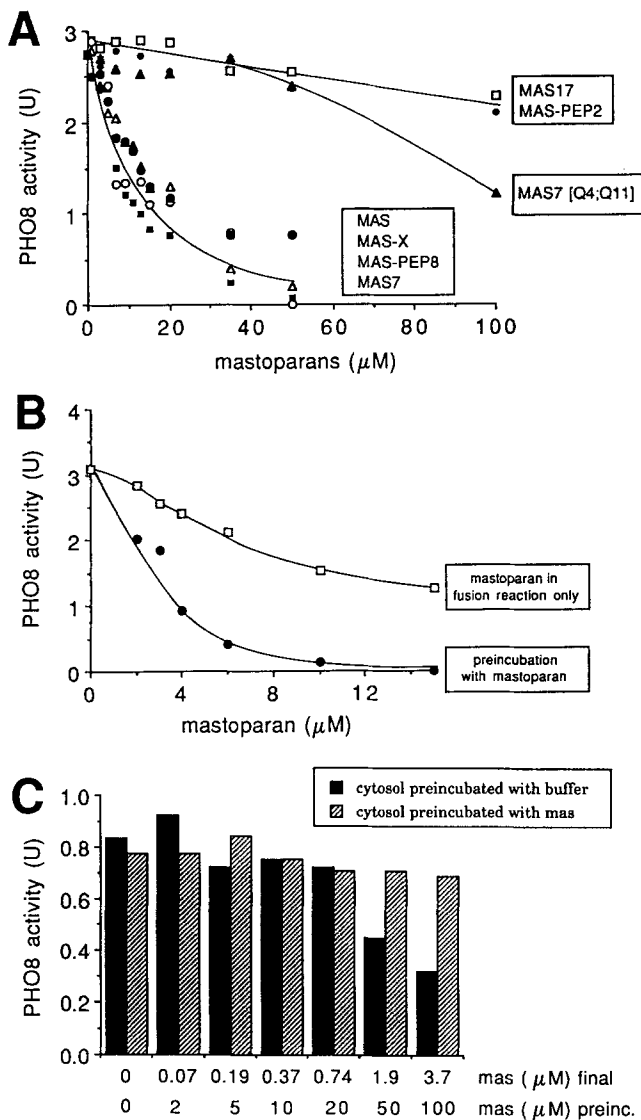 A
PHO8 activity (U)
3
2
1
0
0 20 40 60 80 100
mastoparans (μM)
MAS17
MAS-PEP2
MAS7 [Q4;Q11]
MAS
MAS-X
MAS-PEP8
MAS7
B
PHO8 activity (U)
4
3
2
1
0
0 4 8 12
mastoparan (μM)
mastoparan in
fusion reaction only
preincubation
with mastoparan
C
cytosol preincubated with buffer
cytosol preincubated with mas
PHO8 activity (U)
1.0
0.8
0.6
0.4
0.2
0.0
0 0.07 0.19 0.37 0.74 1.9 3.7 mas (μM) final
0 2 5 10 20 50 100 mas (μM) preinc.